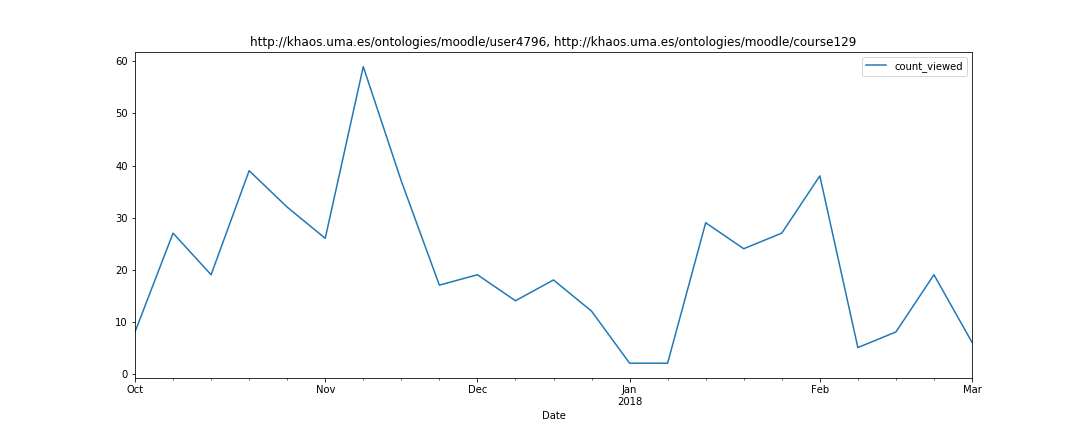 http://khaos.uma.es/ontologies/moodle/user4796, http://khaos.uma.es/ontologies/moodle/course129
count_viewed
60
50
40
30
20
10
0
Oct Nov Dec Jan Feb Mar
2018
Date